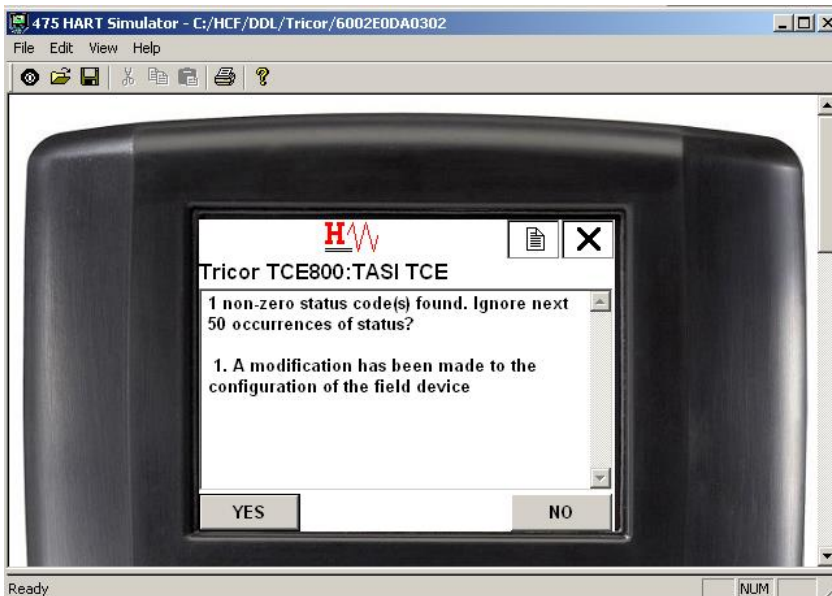 475 HART Simulator - C:/HCF/DDL/Tricor/6002E0DA0302
File Edit View Help
H
Tricor TCE800:TASI TCE
1 non-zero status code(s) found. Ignore next
50 occurrences of status?
1. A modification has been made to the
configuration of the field device
YES NO
Ready NUM